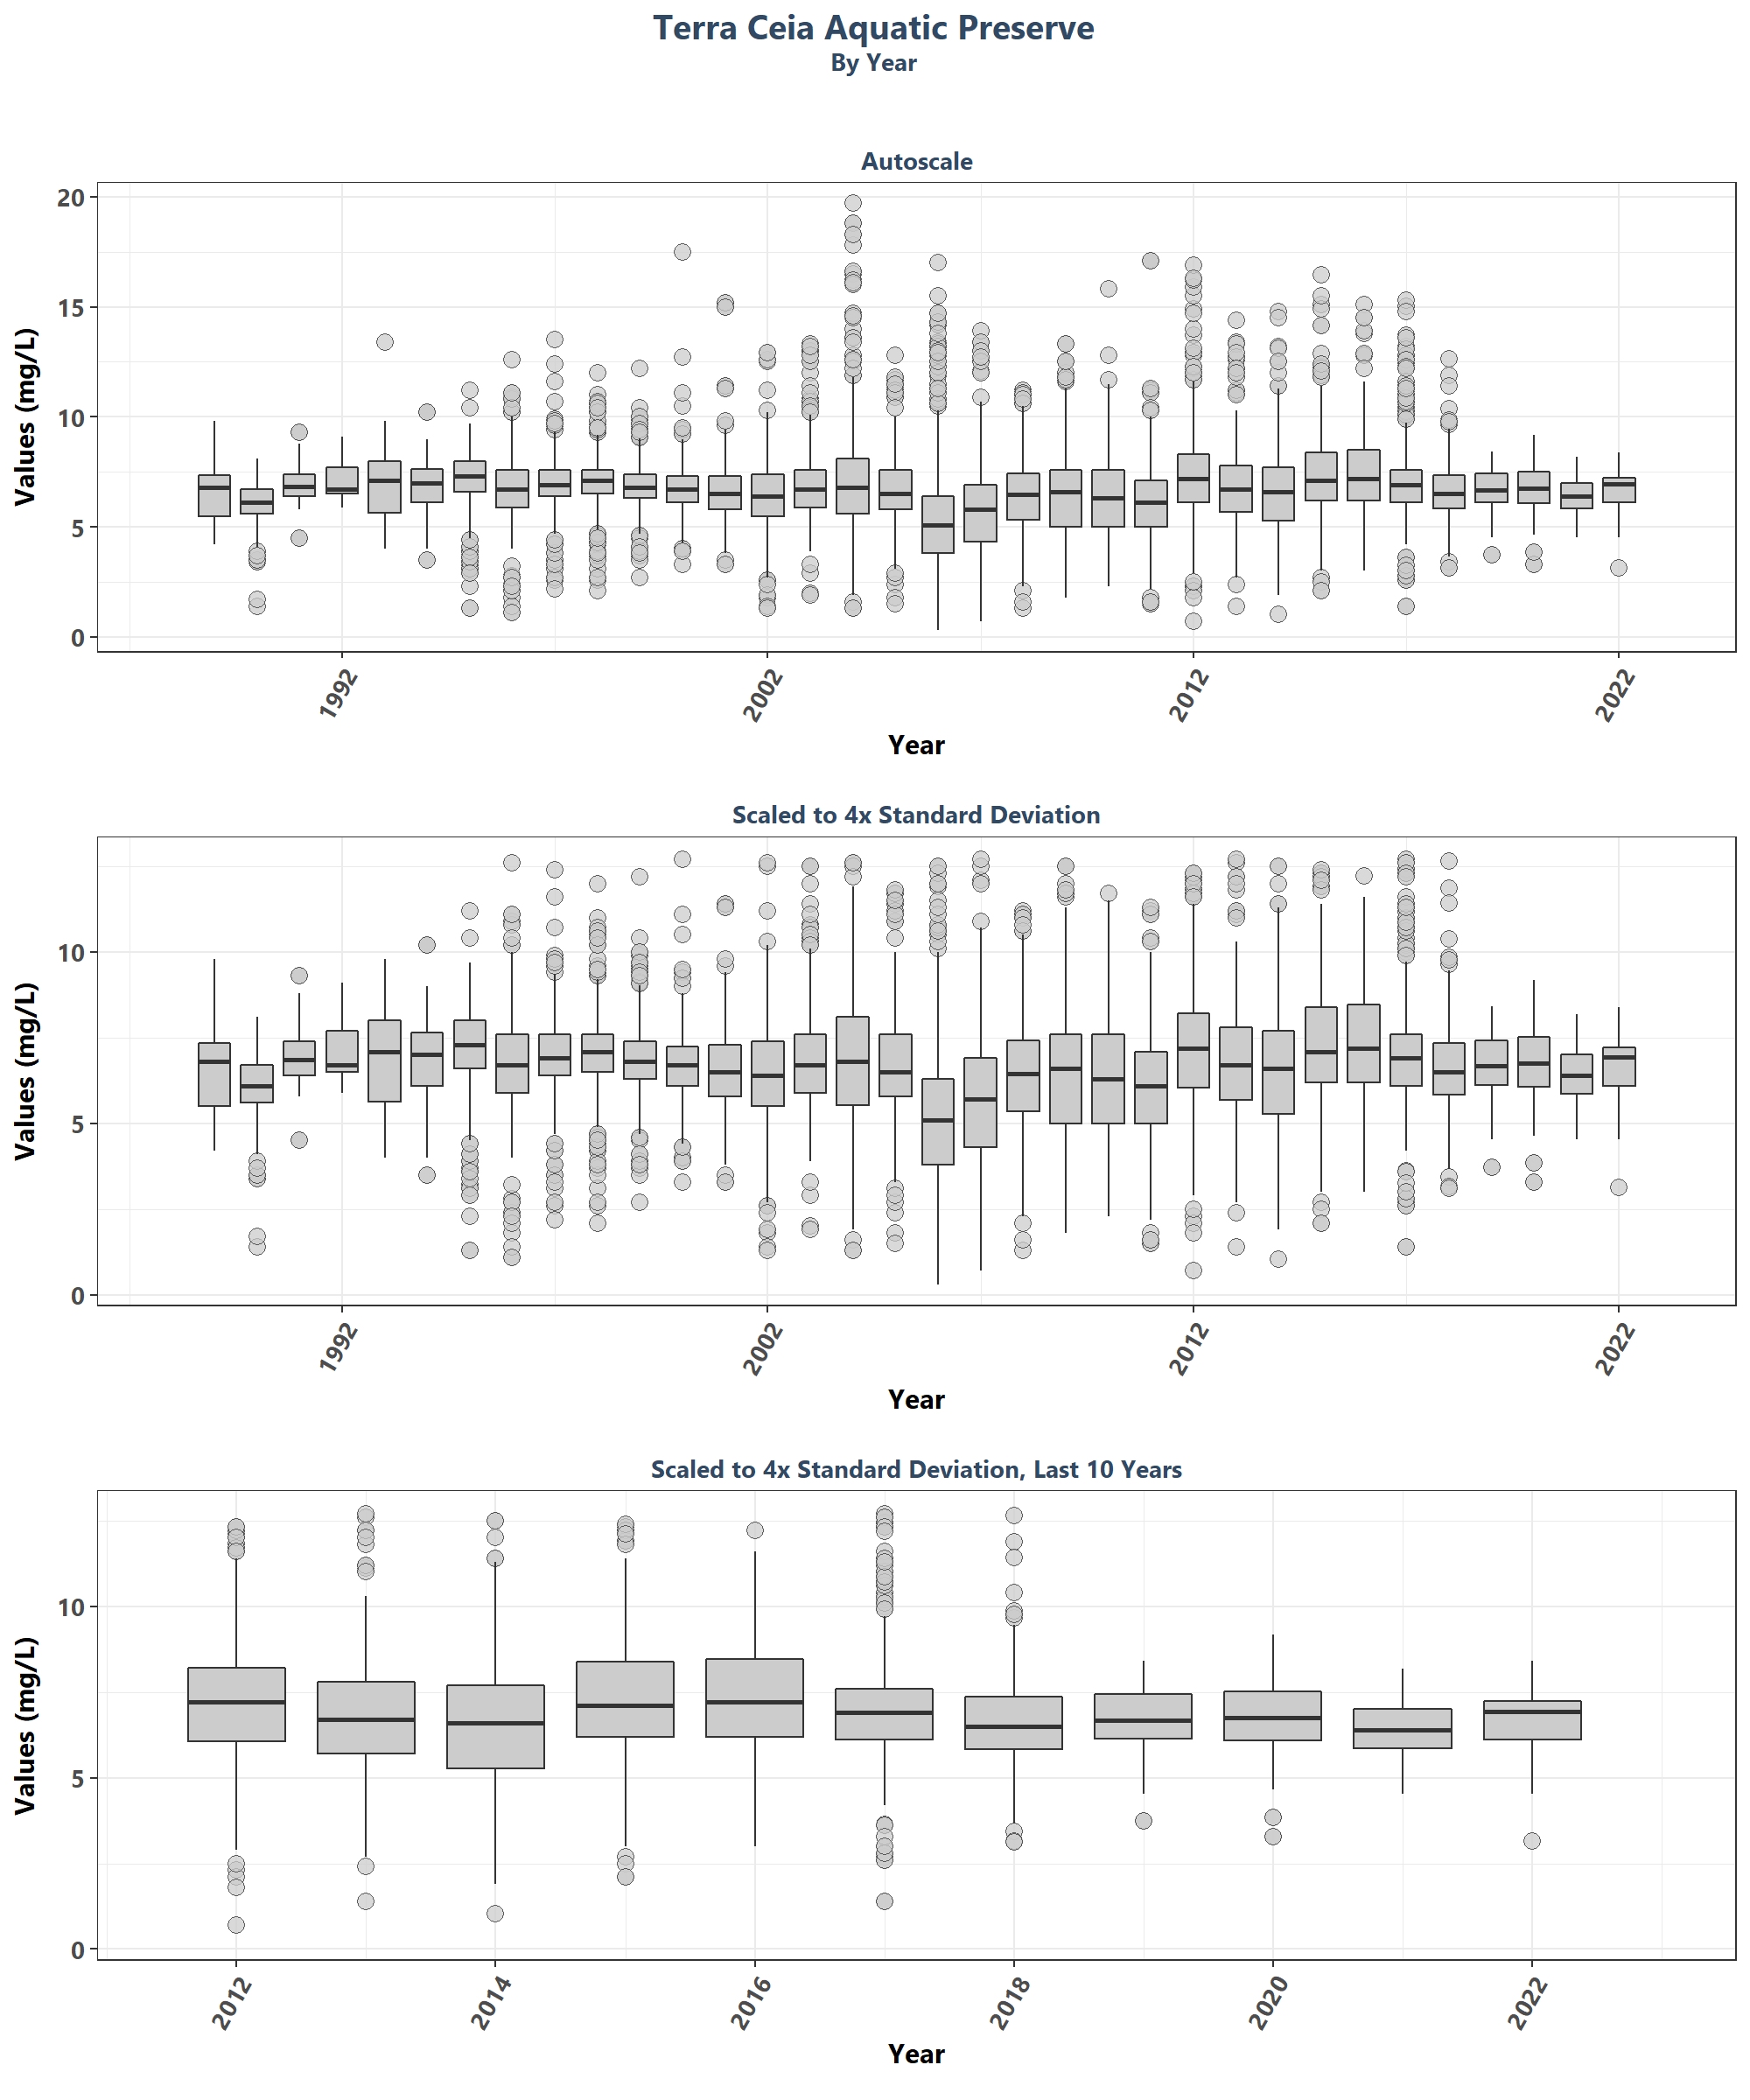 Terra Ceia Aquatic Preserve
By Year
Autoscale
Values (mg/L)
20
15
10
5
0
1992
2002
2012
2022
Year
Scaled to 4x Standard Deviation
Values (mg/L)
10
5
0
1992
2002
2012
2022
Year
Scaled to 4x Standard Deviation, Last 10 Years
Values (mg/L)
10
5
0
2012
2014
2016
2018
2020
2022
Year